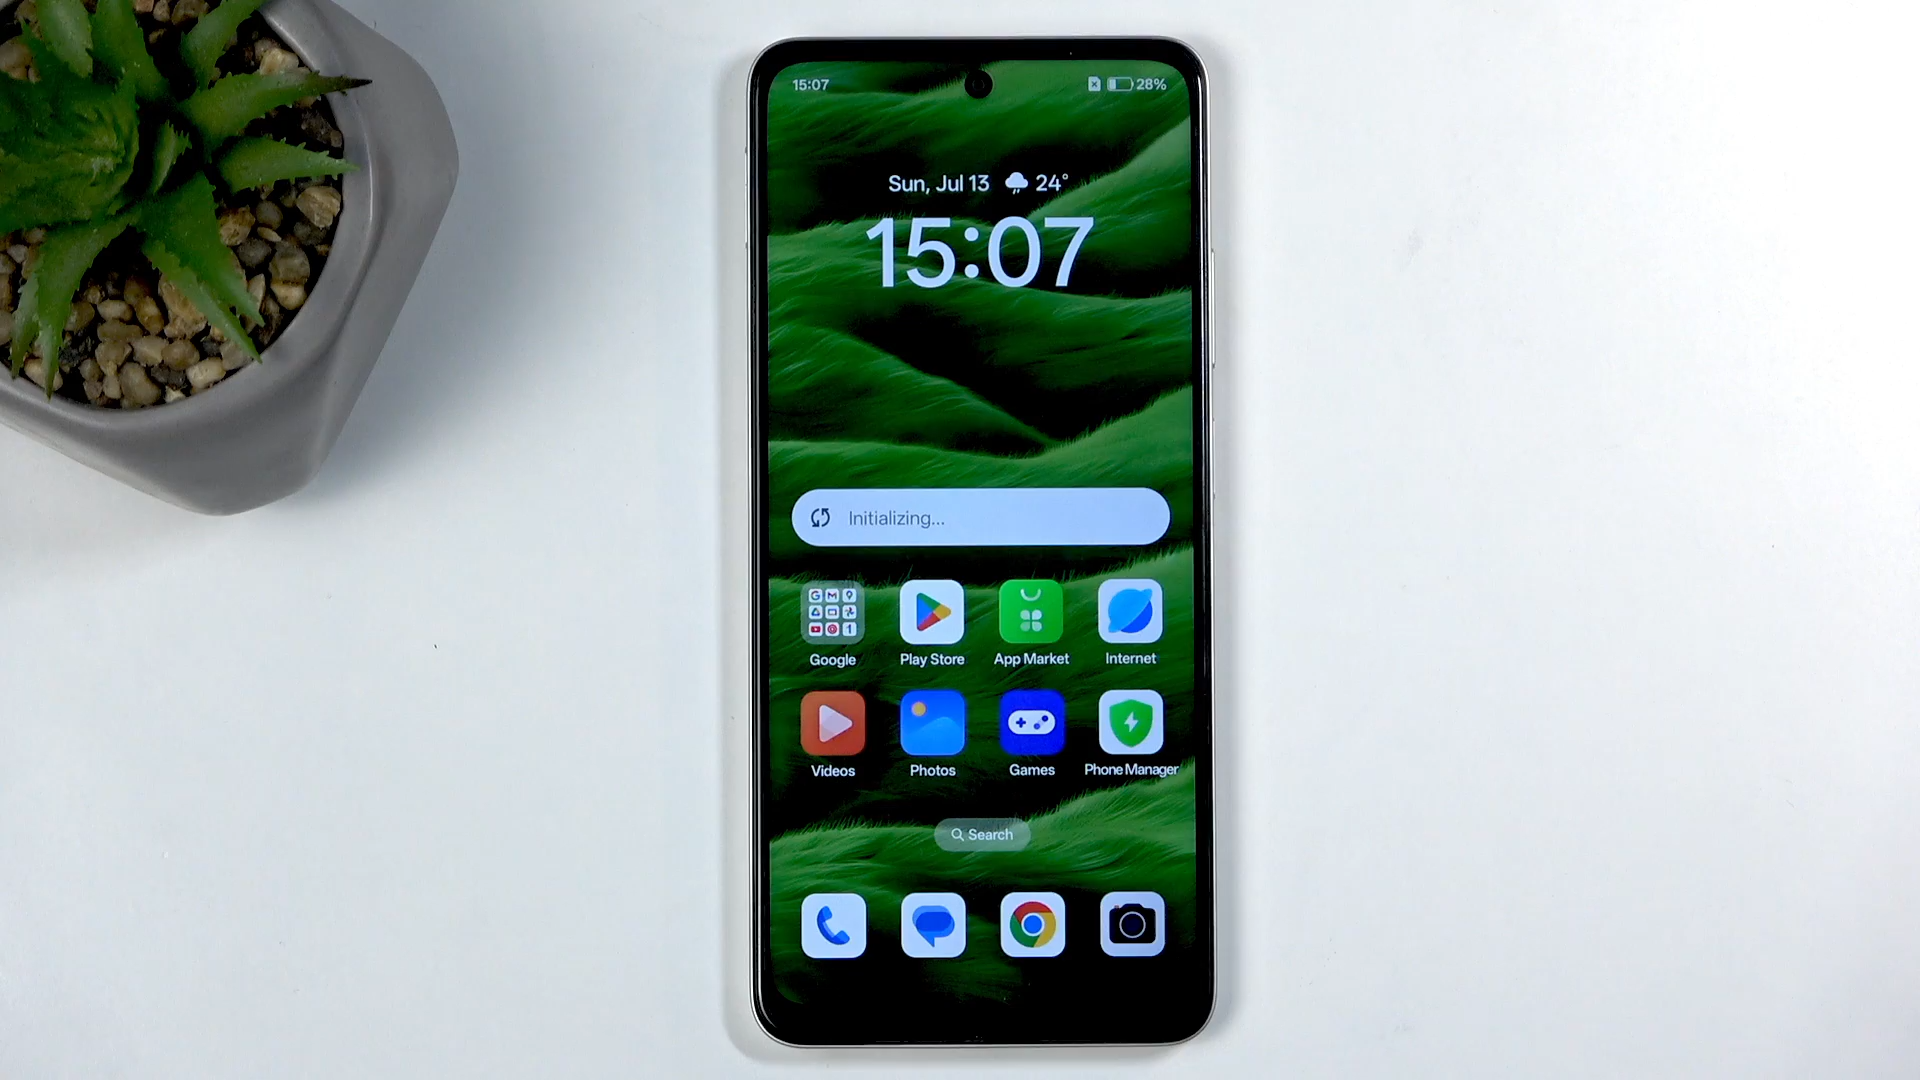 15:07
28%
Sun, Jul 13 24°
15:07
Initializing...
Google Play Store App Market Internet
Videos Photos Games Phone Manager
Search